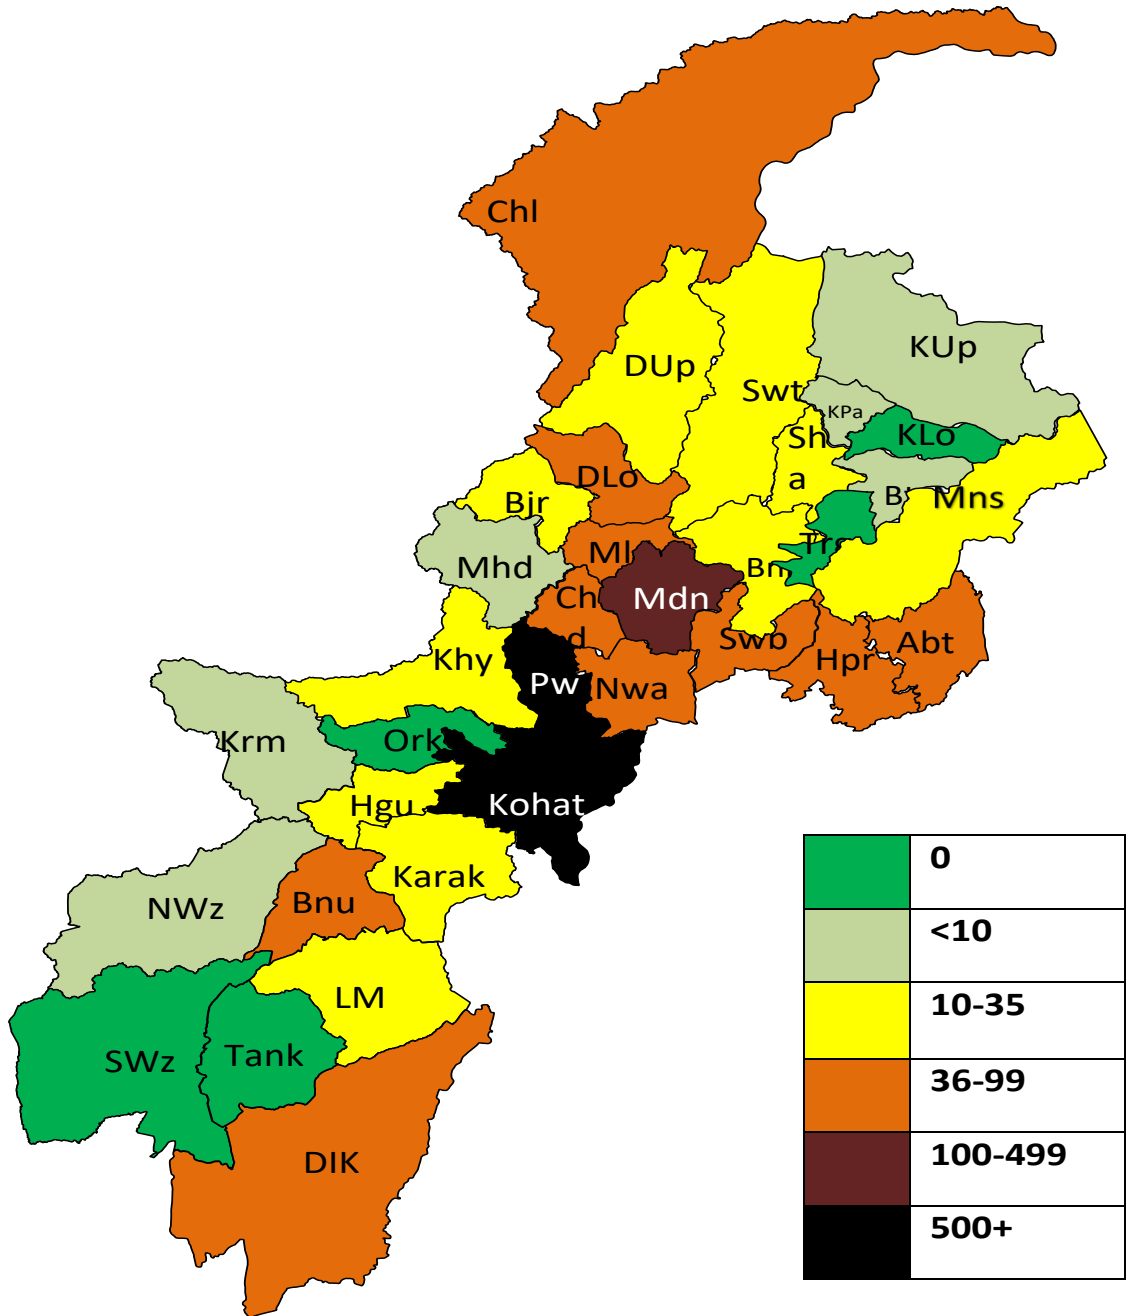 Chl
KUp
DUp
Swt
KPa
Sh
a
KLo
DLo
Bjr
Mns
Mhd
Ml
Bn
Ch
d
Mdn
Swb
Abt
Hpr
Khy
Pw
Nwa
Krm
Ork
Hgu
Kohat
Karak
NWz
Bnu
LM
SWz
Tank
DIK
0
<10
10-35
36-99
100-499
500+